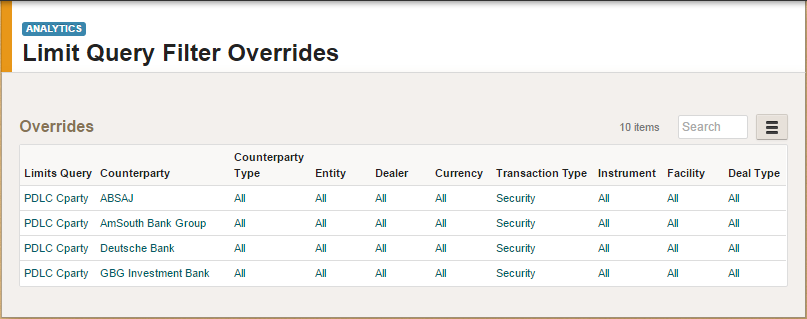 ANALYTICS
Limit Query Filter Overrides
Overrides
10 items
Search
Limits Query Counterparty Counterparty Type Entity Dealer Currency Transaction Type Instrument Facility Deal Type
PDLC Cparty ABSAJ All All All All Security All All All
PDLC Cparty AmSouth Bank Group All All All All Security All All All
PDLC Cparty Deutsche Bank All All All All Security All All All
PDLC Cparty GBG Investment Bank All All All All Security All All All